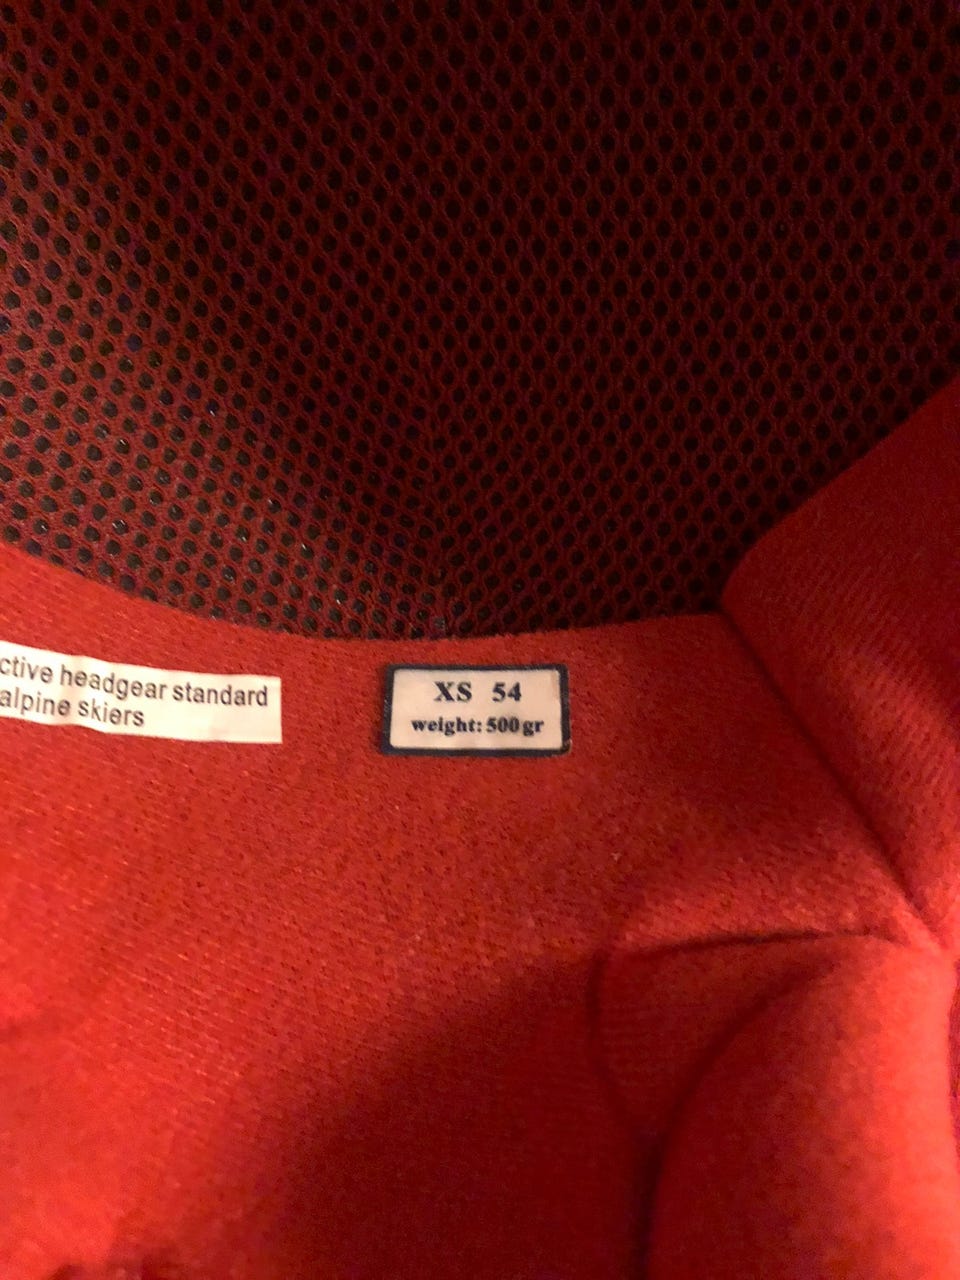 ctive headgear standard
alpine skiers
XS 54
weight: 500 gr